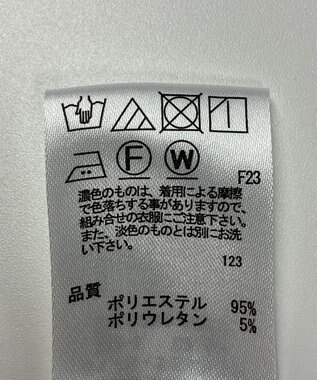 F W
F23
濃色のものは、着用による摩擦
で色落ちする事がありますので、
組み合せの衣服にご注意下さい。
また、淡色のものとは別にお洗
い下さい。
123
品質
ポリエステル 95%
ポリウレタン 5%